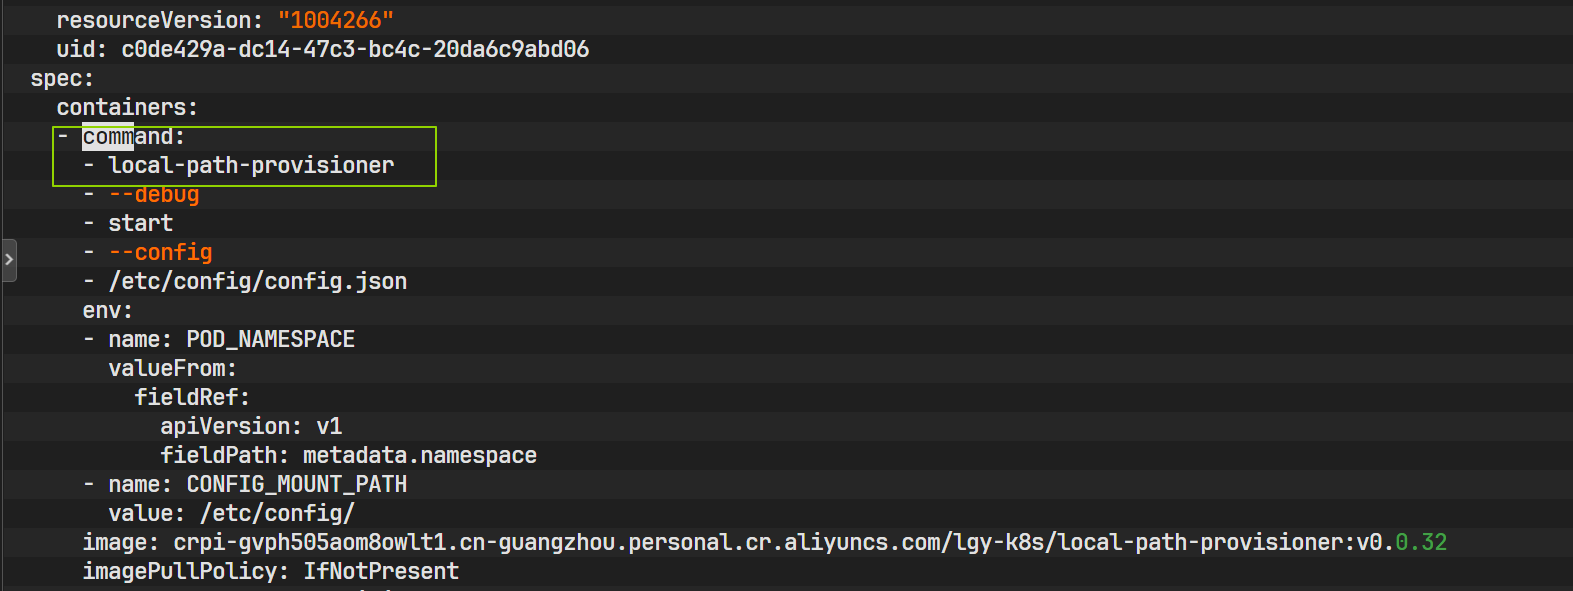 resourceVersion: "1004266"
uid: c0de429a-dc14-47c3-bc4c-20da6c9abd06
spec:
containers:
- command:
- local-path-provisioner
- --debug
- start
- --config
- /etc/config/config.json
env:
- name: POD_NAMESPACE
valueFrom:
fieldRef:
apiVersion: v1
fieldPath: metadata.namespace
- name: CONFIG_MOUNT_PATH
value: /etc/config/
image: crpi-gvph505aom8owlt1.cn-guangzhou.personal.cr.aliyuncs.com/lgy-k8s/local-path-provisioner:v0.0.32
imagePullPolicy: IfNotPresent